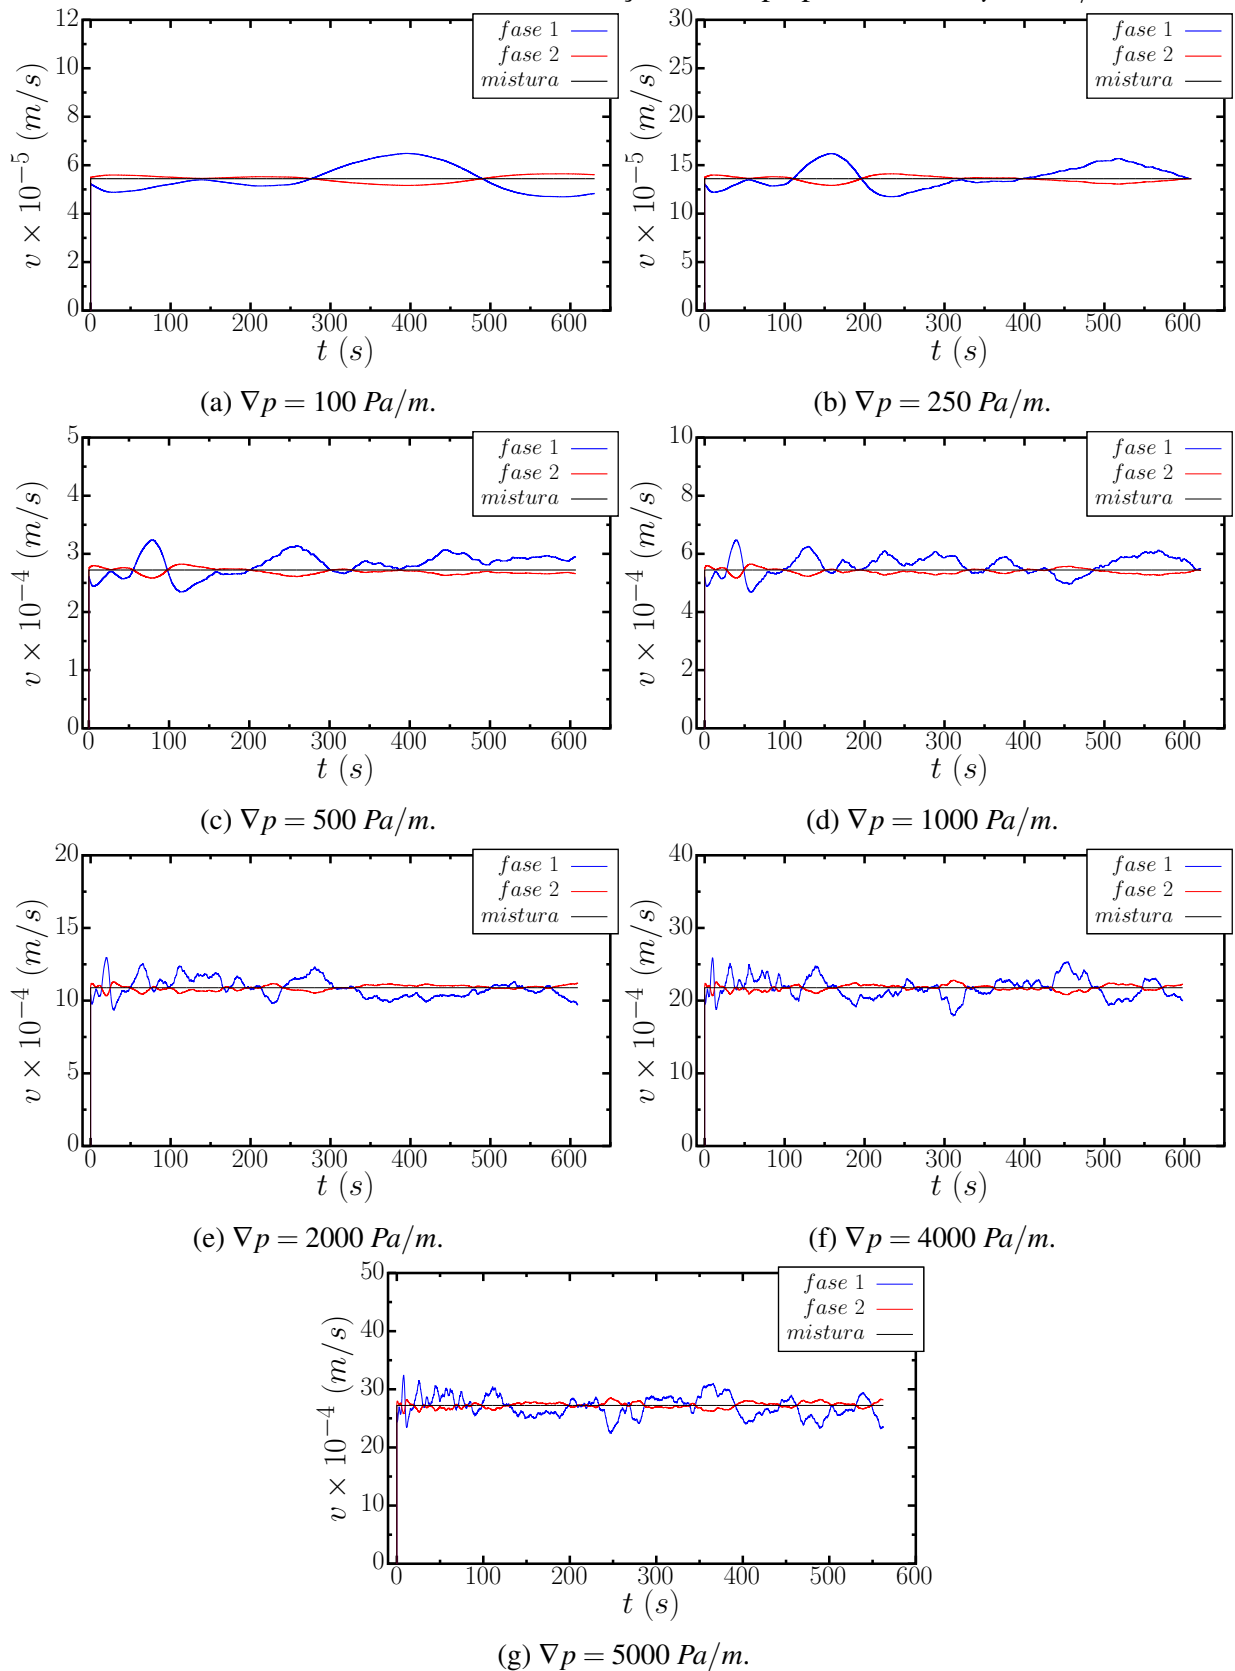 fase 1
fase 2
mistura
v × 10⁻⁵ (m/s)
12
10
8
6
4
2
0
0 100 200 300 400 500 600
t (s)
(a) ∇p = 100 Pa/m.
fase 1
fase 2
mistura
v × 10⁻⁵ (m/s)
30
25
20
15
10
5
0
0 100 200 300 400 500 600
t (s)
(b) ∇p = 250 Pa/m.
fase 1
fase 2
mistura
v × 10⁻⁴ (m/s)
5
4
3
2
1
0
0 100 200 300 400 500 600
t (s)
(c) ∇p = 500 Pa/m.
fase 1
fase 2
mistura
v × 10⁻⁴ (m/s)
10
8
6
4
2
0
0 100 200 300 400 500 600
t (s)
(d) ∇p = 1000 Pa/m.
fase 1
fase 2
mistura
v × 10⁻⁴ (m/s)
20
15
10
5
0
0 100 200 300 400 500 600
t (s)
(e) ∇p = 2000 Pa/m.
fase 1
fase 2
mistura
v × 10⁻⁴ (m/s)
40
30
20
10
0
0 100 200 300 400 500 600
t (s)
(f) ∇p = 4000 Pa/m.
fase 1
fase 2
mistura
v × 10⁻⁴ (m/s)
50
40
30
20
10
0
0 100 200 300 400 500 600
t (s)
(g) ∇p = 5000 Pa/m.